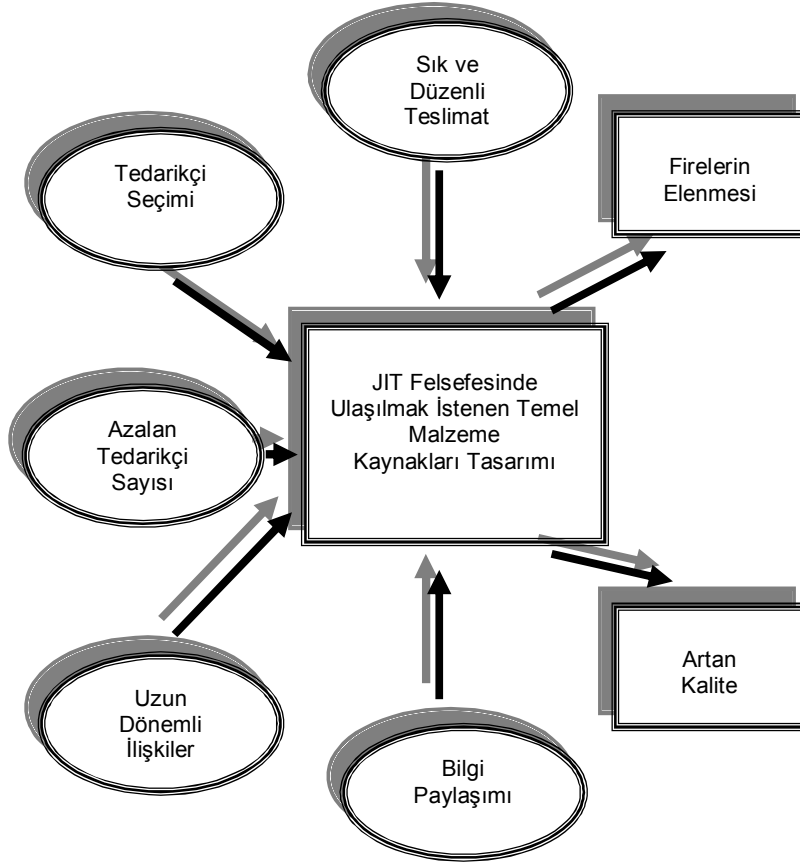 Sık ve
Düzenli
Teslimat
Tedarikçi
Seçimi
Firelerin
Elenmesi
JIT Felsefesinde
Ulaşılmak İstenen Temel
Malzeme
Kaynakları Tasarımı
Azalan
Tedarikçi
Sayısı
Uzun
Dönemli
İlişkiler
Bilgi
Paylaşımı
Artan
Kalite